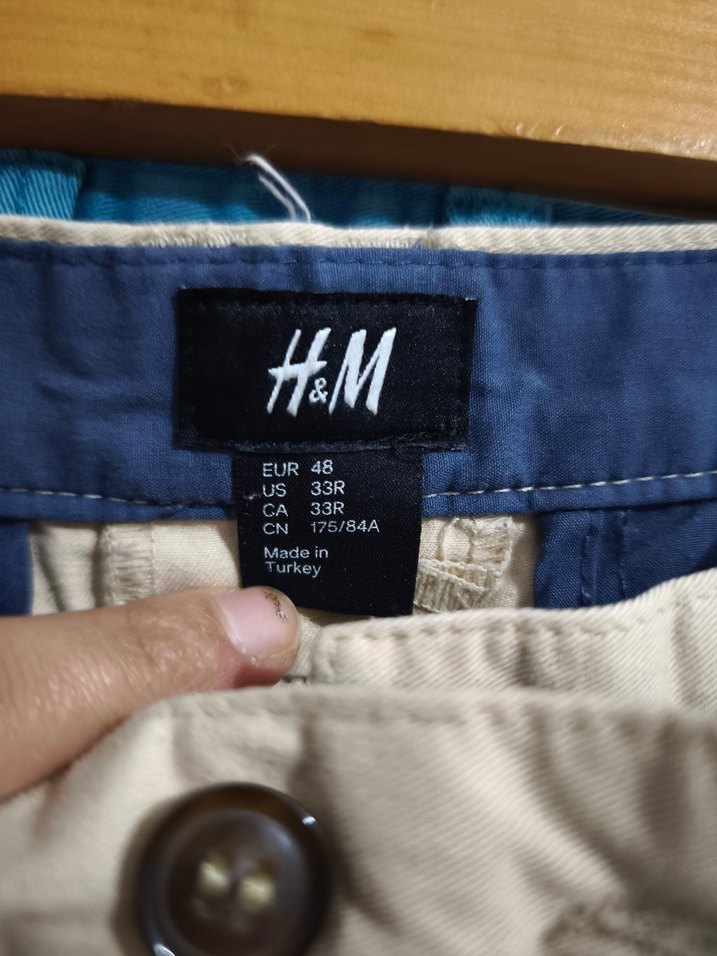 H&M
EUR 48
US 33R
CA 33R
CN 175/84A
Made in
Turkey